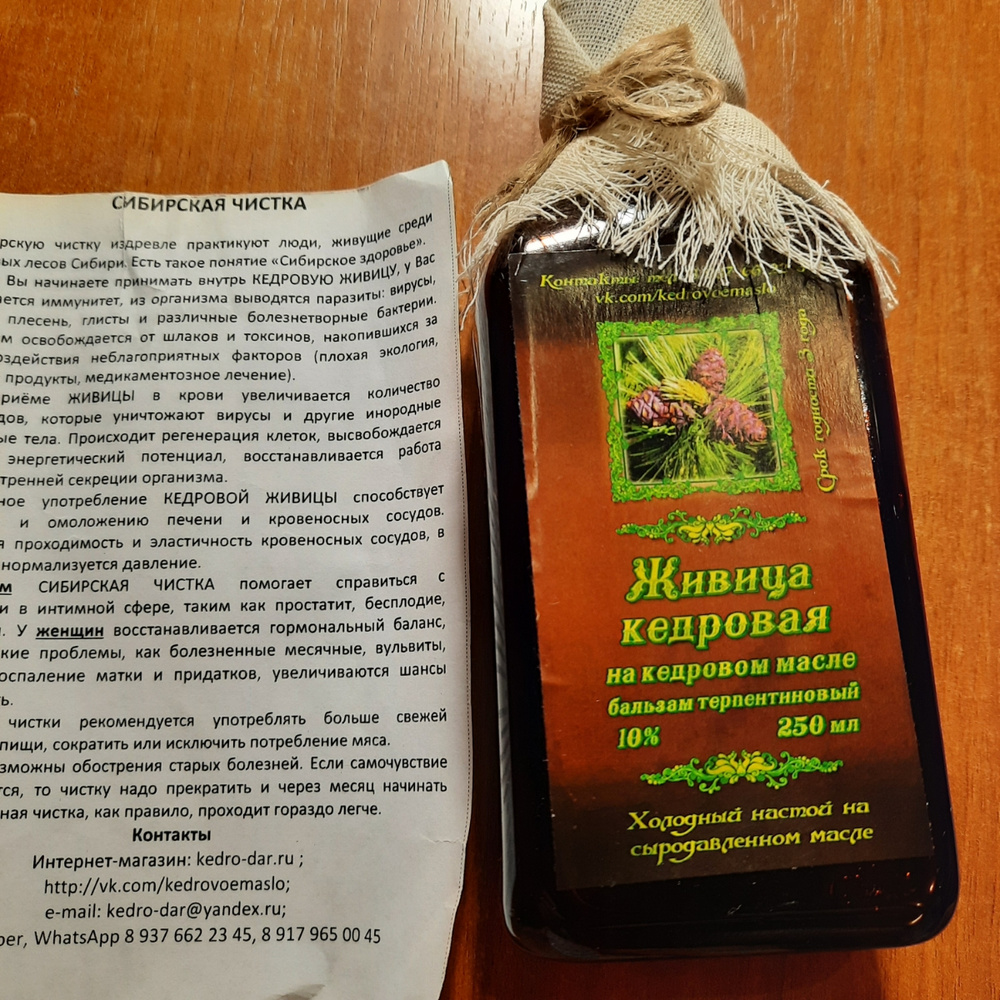 СИБИРСКАЯ ЧИСТКА
рскую чистку издревле практикуют люди, живущие среди
ых лесов Сибири. Есть такое понятие «Сибирское здоровье».
Вы начинаете принимать внутрь КЕДРОВУЮ ЖИВИЦУ, у Вас
ется иммунитет, из организма выводятся паразиты: вирусы,
плесень, глисты и различные болезнетворные бактерии.
м освобождается от шлаков и токсинов, накопившихся за
оздействия неблагоприятных факторов (плохая экология,
продукты, медикаментозное лечение).
риёме ЖИВИЦЫ в крови увеличивается количество
дов, которые уничтожают вирусы и другие инородные
ые тела. Происходит регенерация клеток, высвобождается
энергетический потенциал, восстанавливается работа
тренней секреции организма.
ное употребление КЕДРОВОЙ ЖИВИЦЫ способствует
и омоложению печени и кровеносных сосудов.
я проходимость и эластичность кровеносных сосудов, в
нормализуется давление.
м СИБИРСКАЯ ЧИСТКА помогает справиться с
и в интимной сфере, таким как простатит, бесплодие,
. У женщин восстанавливается гормональный баланс,
кие проблемы, как болезненные месячные, вульвиты,
оспаление матки и придатков, увеличиваются шансы
ь.
чистки рекомендуется употреблять больше свежей
пищи, сократить или исключить потребление мяса.
зможны обострения старых болезней. Если самочувствие
тся, то чистку надо прекратить и через месяц начинать
ная чистка, как правило, проходит гораздо легче.
Контакты
Интернет-магазин: kedro-dar.ru ;
http://vk.com/kedrovoemaslo;
e-mail: kedro-dar@yandex.ru;
ber, WhatsApp 8 937 662 23 45, 8 917 965 00 45
Контакты:
vk.com/kedrovoemaslo
Срок годности 3 года
Живица
кедровая
на кедровом масле
бальзам терпентиновый
10% 250 мл
Холодный настой на
сыродавленном масле